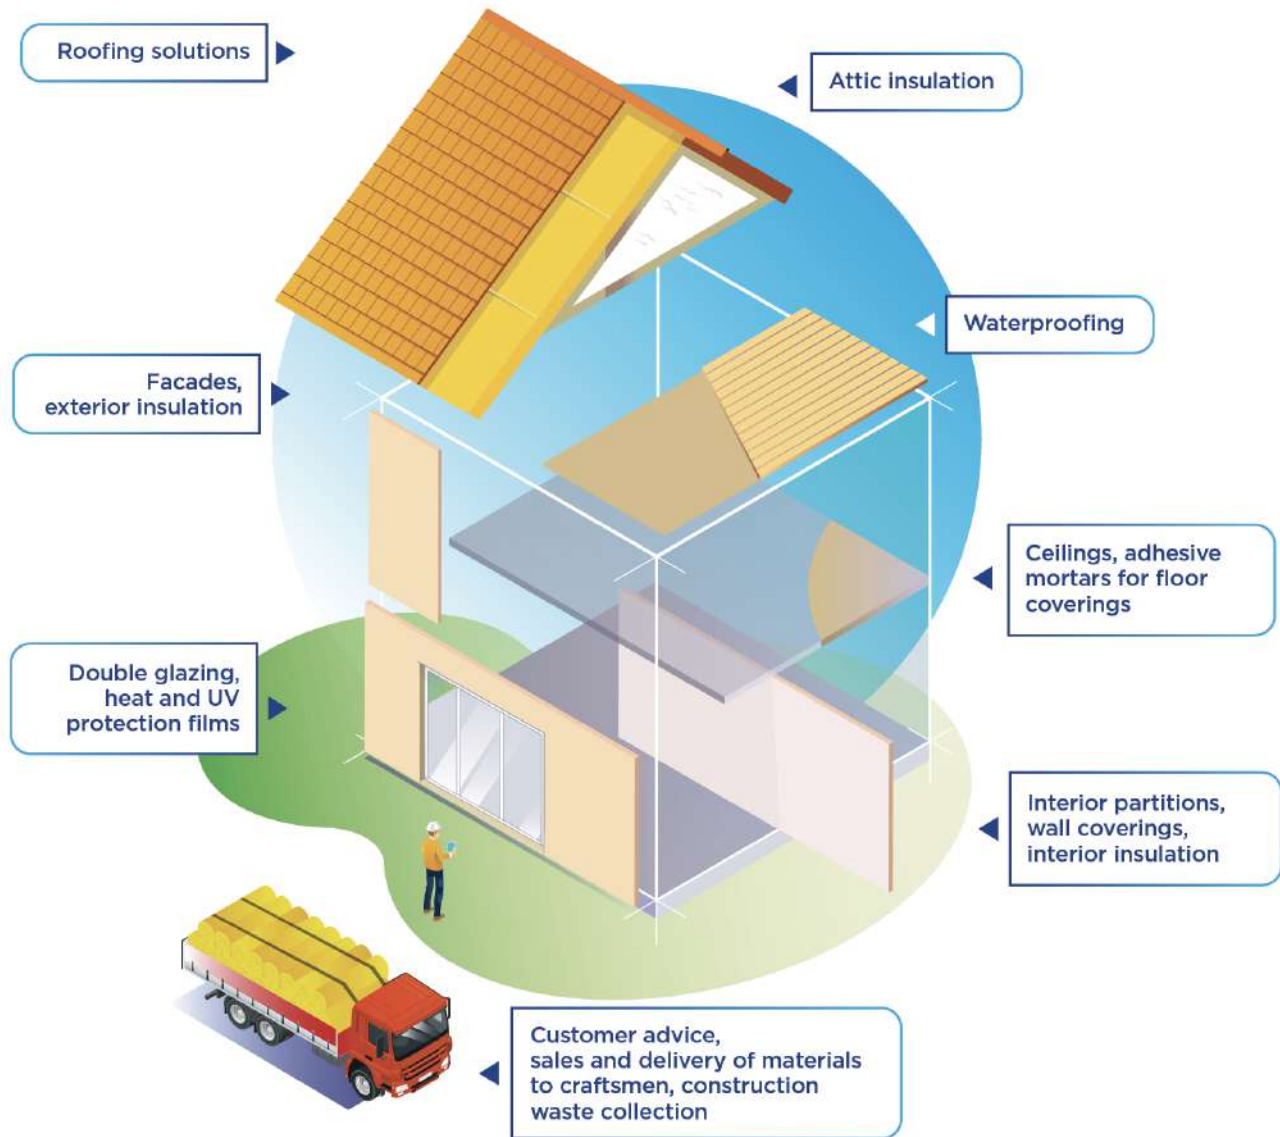 Roofing solutions
Attic insulation
Waterproofing
Facades,
exterior insulation
Ceilings, adhesive
mortars for floor
coverings
Double glazing,
heat and UV
protection films
Interior partitions,
wall coverings,
interior insulation
Customer advice,
sales and delivery of materials
to craftsmen, construction
waste collection